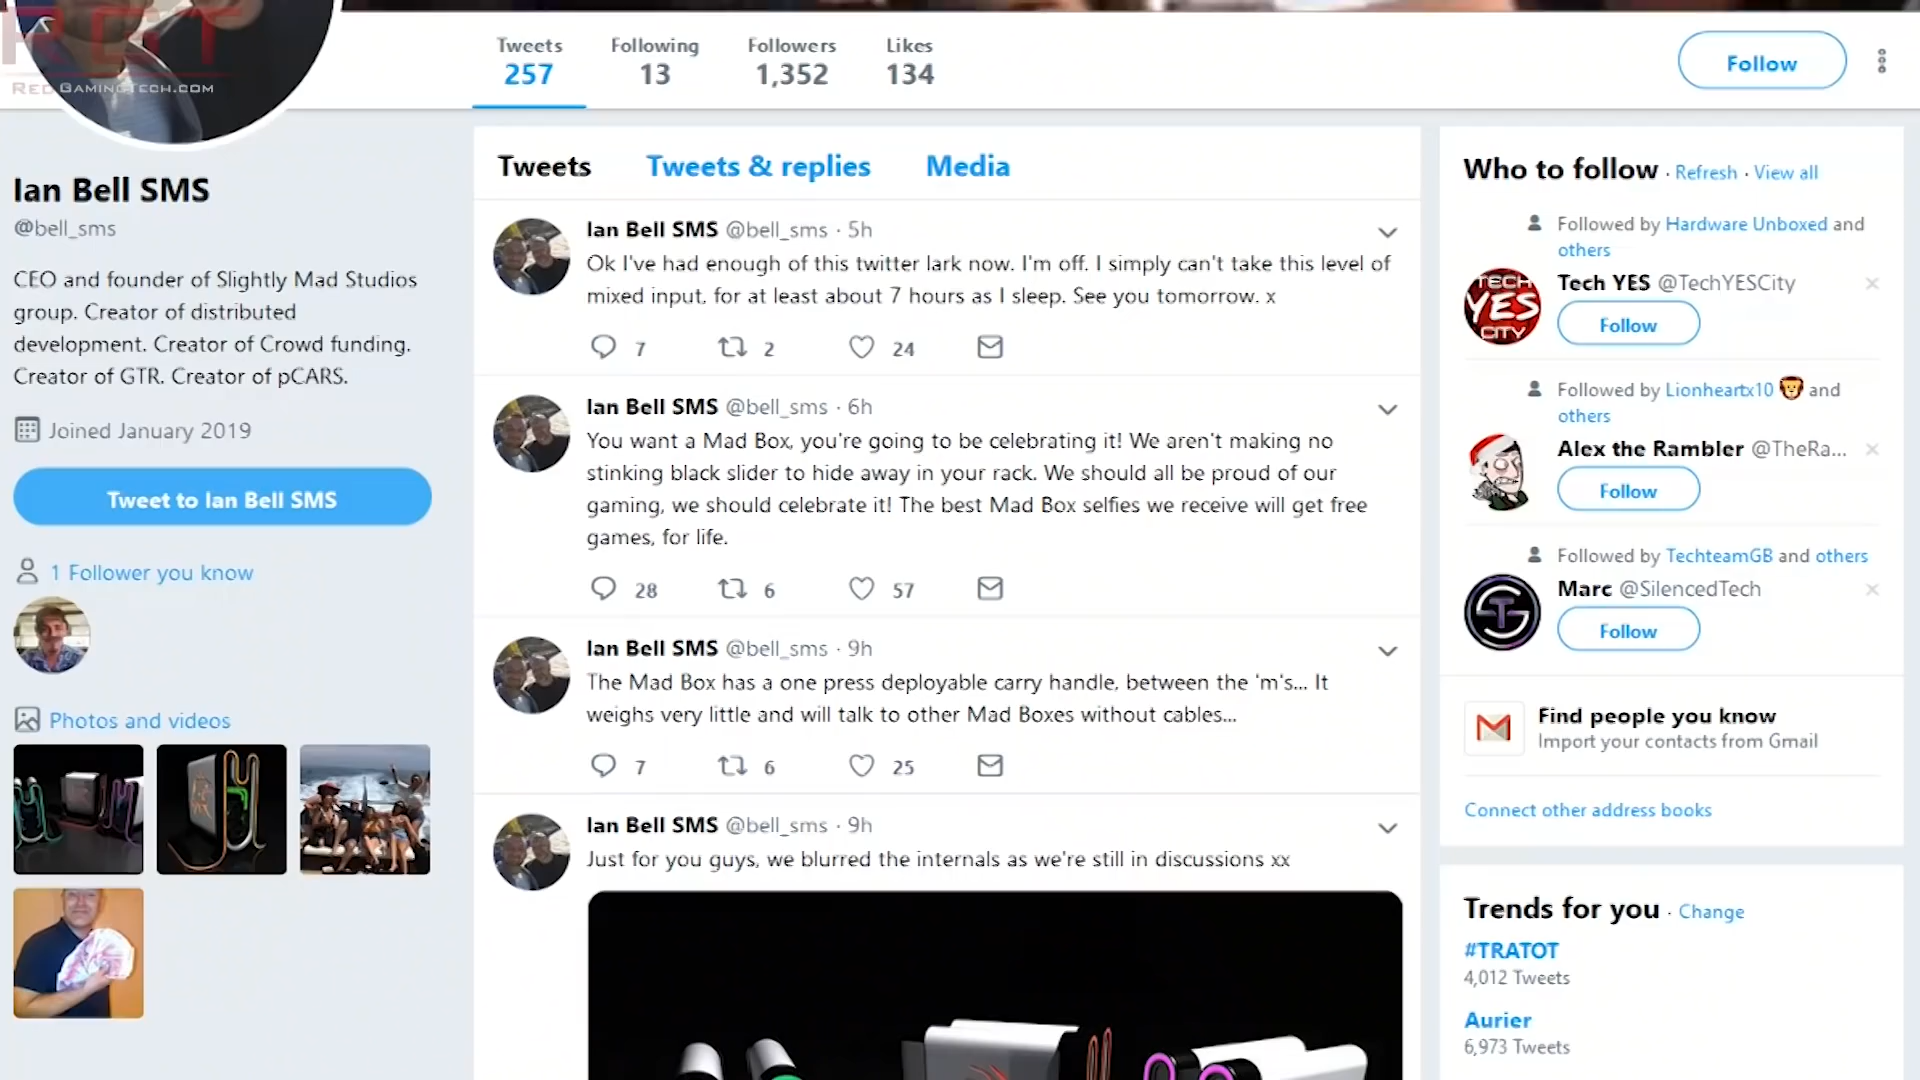 RGT
REDGAMINGTECH.COM
Tweets
257
Following
13
Followers
1,352
Likes
134
Follow
Ian Bell SMS
@bell_sms
CEO and founder of Slightly Mad Studios
group. Creator of distributed
development. Creator of Crowd funding.
Creator of GTR. Creator of pCARS.
Joined January 2019
Tweet to Ian Bell SMS
1 Follower you know
Photos and videos
Tweets Tweets & replies Media
Ian Bell SMS @bell_sms · 5h
Ok I've had enough of this twitter lark now. I'm off. I simply can't take this level of
mixed input, for at least about 7 hours as I sleep. See you tomorrow. x
7 2 24
Ian Bell SMS @bell_sms · 6h
You want a Mad Box, you're going to be celebrating it! We aren't making no
stinking black slider to hide away in your rack. We should all be proud of our
gaming, we should celebrate it! The best Mad Box selfies we receive will get free
games, for life.
28 6 57
Ian Bell SMS @bell_sms · 9h
The Mad Box has a one press deployable carry handle, between the 'm's... It
weighs very little and will talk to other Mad Boxes without cables...
7 6 25
Ian Bell SMS @bell_sms · 9h
Just for you guys, we blurred the internals as we're still in discussions xx
Who to follow · Refresh · View all
Followed by Hardware Unboxed and
others
TECH
YES
CITY
Tech YES @TechYESCity
Follow
Followed by Lionheartx10 🦁 and
others
Alex the Rambler @TheRa...
Follow
Followed by TechteamGB and others
Marc @SilencedTech
Follow
Find people you know
Import your contacts from Gmail
Connect other address books
Trends for you · Change
#TRATOT
4,012 Tweets
Aurier
6,973 Tweets